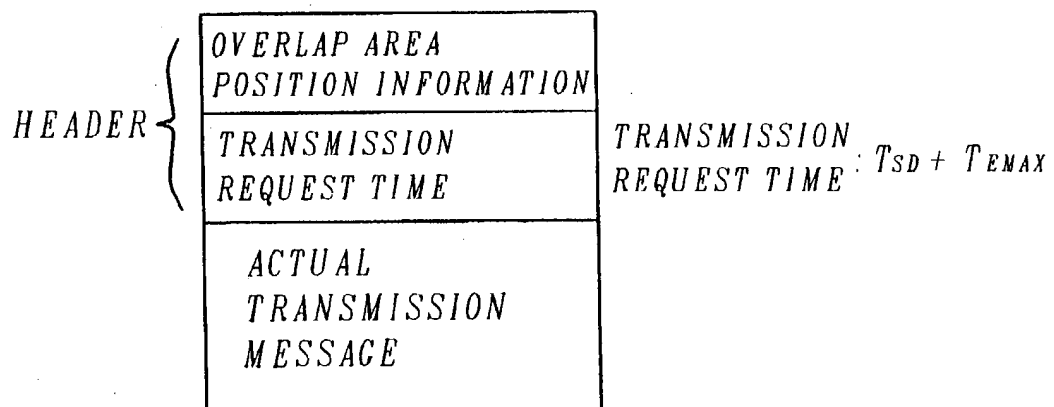 OVERLAP AREA
POSITION INFORMATION
HEADER
TRANSMISSION
REQUEST TIME
TRANSMISSION
REQUEST TIME : TSD + TEMAX
ACTUAL
TRANSMISSION
MESSAGE